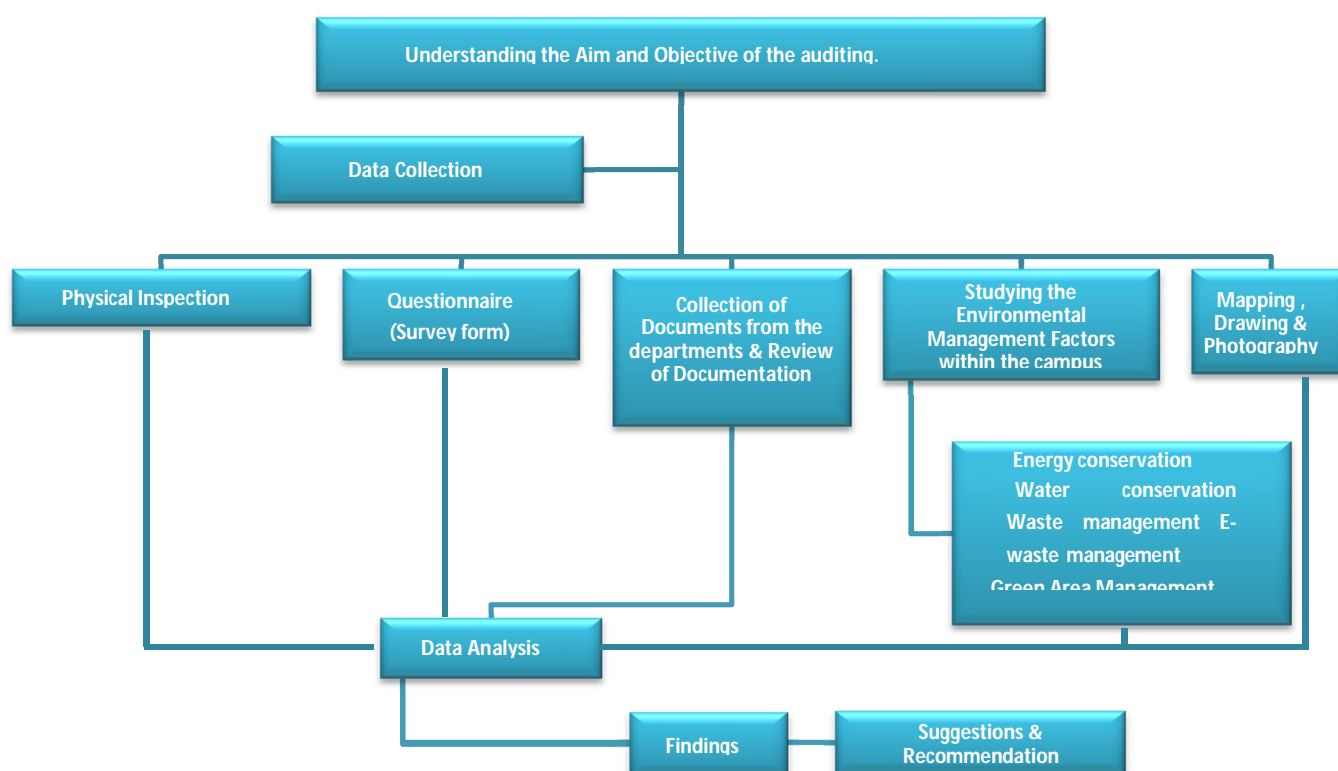 Understanding the Aim and Objective of the auditing.
Data Collection
Physical Inspection
Questionnaire
(Survey form)
Collection of
Documents from the
departments & Review
of Documentation
Studying the
Environmental
Management Factors
within the campus
Mapping ,
Drawing &
Photography
Energy conservation
Water conservation
Waste management E-
waste management
Green Area Management
Data Analysis
Findings
Suggestions &
Recommendation